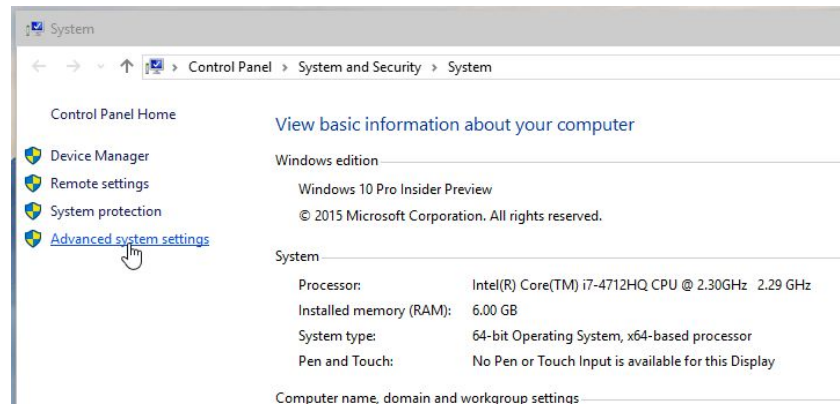 System
Control Panel > System and Security > System
Control Panel Home
View basic information about your computer
Device Manager
Windows edition
Remote settings
Windows 10 Pro Insider Preview
System protection
© 2015 Microsoft Corporation. All rights reserved.
Advanced system settings
System
Processor: Intel(R) Core(TM) i7-4712HQ CPU @ 2.30GHz 2.29 GHz
Installed memory (RAM): 6.00 GB
System type: 64-bit Operating System, x64-based processor
Pen and Touch: No Pen or Touch Input is available for this Display
Computer name, domain and workgroup settings